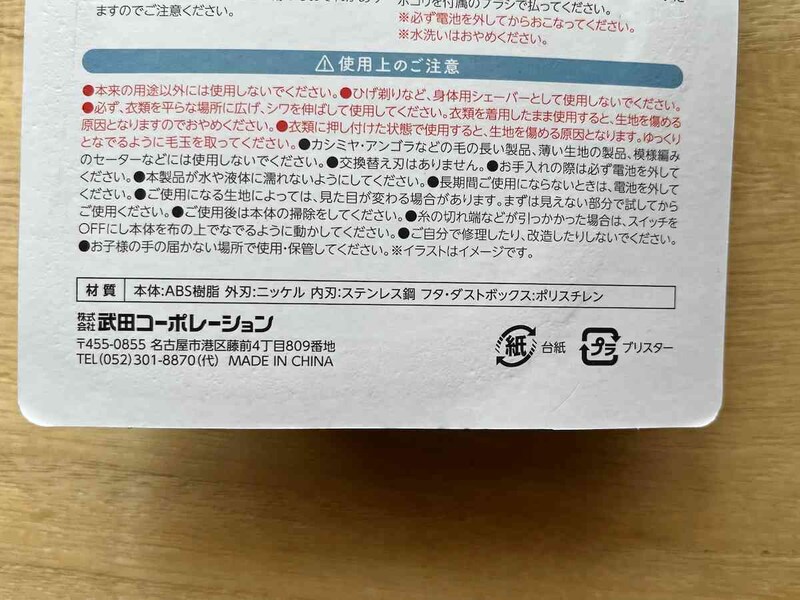 ますのでご注意ください。
ホコリを付属のブラシで払ってください。
※必ず電池を外してからおこなってください。
※水洗いはおやめください。
⚠使用上のご注意
●本来の用途以外には使用しないでください。●ひげ剃りなど、身体用シェーバーとして使用しないでください。
●必ず、衣類を平らな場所に広げ、シワを伸ばして使用してください。衣類を着用したまま使用すると、生地を傷める
原因となりますのでおやめください。●衣類に押し付けた状態で使用すると、生地を傷める原因となります。ゆっくり
となでるように毛玉を取ってください。●カシミヤ・アンゴラなどの毛の長い製品、薄い生地の製品、模様編み
のセーターなどには使用しないでください。●交換替え刃はありません。●お手入れの際は必ず電池を外して
ください。●本製品が水や液体に濡れないようにしてください。●長期間ご使用にならないときは、電池を外して
ください。●ご使用になる生地によっては、見た目が変わる場合があります。まずは見えない部分で試してから
ご使用ください。●ご使用後は本体の掃除をしてください。●糸の切れ端などが引っかかった場合は、スイッチを
OFFにし本体を布の上でなでるように動かしてください。●ご自分で修理したり、改造したりしないでください。
●お子様の手の届かない場所で使用・保管してください。※イラストはイメージです。
材質 本体:ABS樹脂 外刃:ニッケル 内刃:ステンレス鋼 フタ・ダストボックス:ポリスチレン
株式会社 武田コーポレーション
〒455-0855 名古屋市港区藤前4丁目809番地
TEL(052)301-8870(代) MADE IN CHINA
紙 台紙 プラ ブリスター